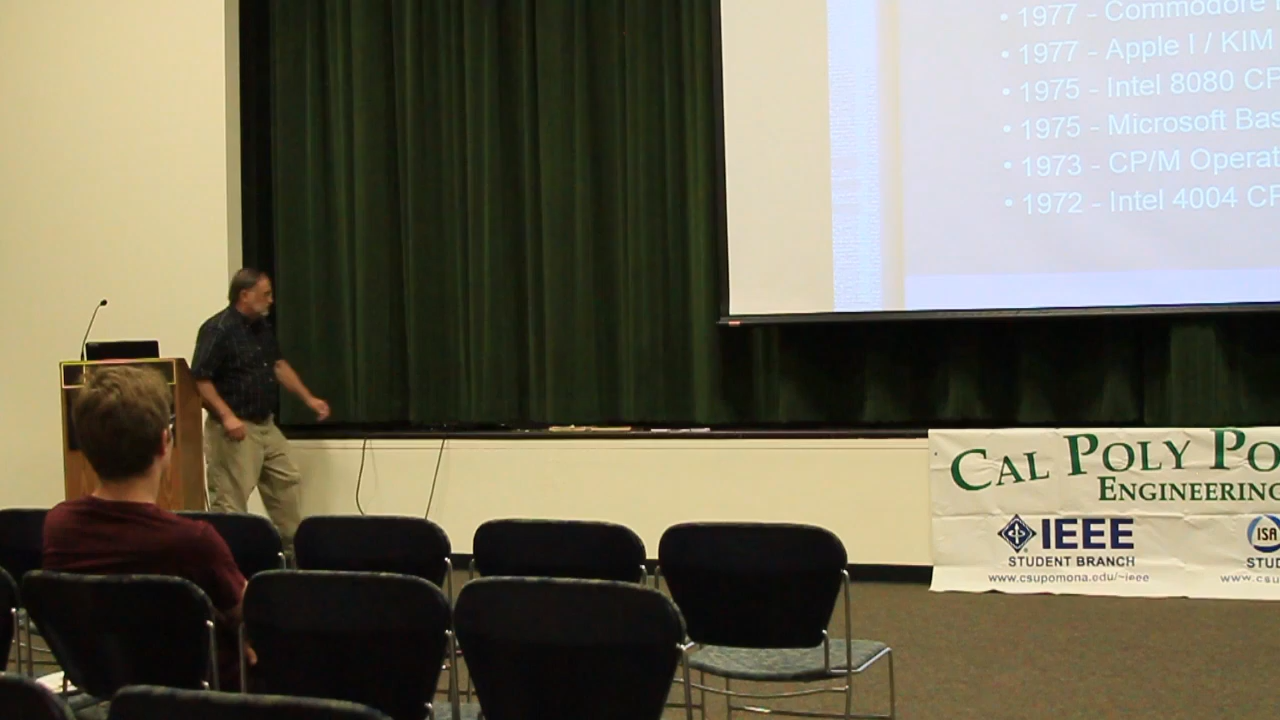 • 1977 - Commodore
• 1977 - Apple I / KIM
• 1975 - Intel 8080
• 1975 - Microsoft
• 1973 - CP/M
• 1972 - Intel 4004
CAL POLY
ENGINEERING
IEEE
STUDENT BRANCH
www.csupomona.edu/~ieee
ISA